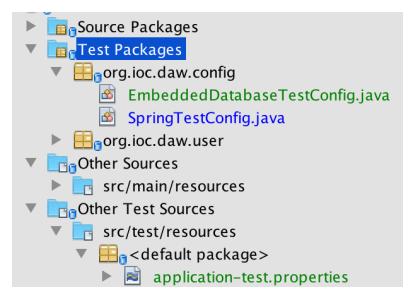 Source Packages
Test Packages
org.ioc.daw.config
EmbeddedDatabaseTestConfig.java
SpringTestConfig.java
org.ioc.daw.user
Other Sources
src/main/resources
Other Test Sources
src/test/resources
<default package>
application-test.properties